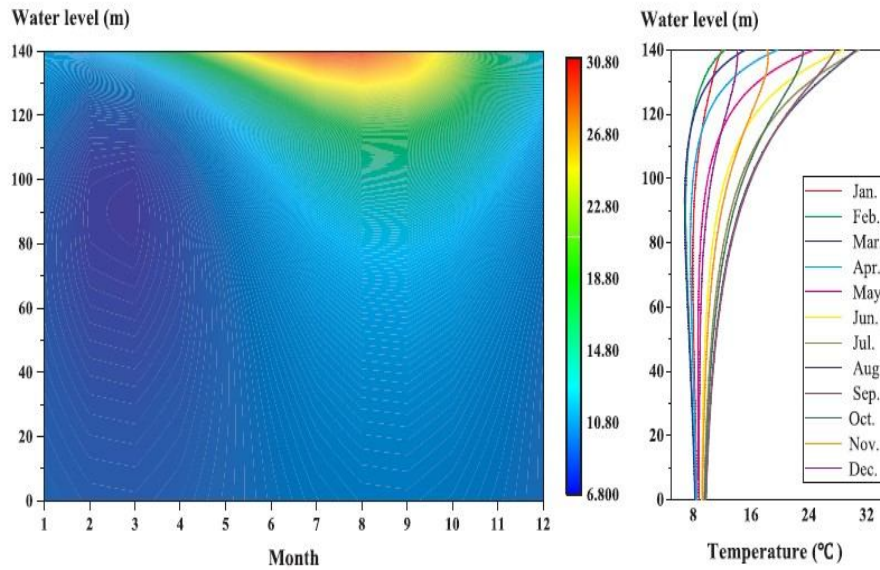 Water level (m)
140
120
100
80
60
40
20
0
1 2 3 4 5 6 7 8 9 10 11 12
Month
30.80
26.80
22.80
18.80
14.80
10.80
6.800
Water level (m)
140
120
100
80
60
40
20
0
8 16 24 32
Temperature (℃)
Jan.
Feb.
Mar.
Apr.
May
Jun.
Jul.
Aug
Sep.
Oct.
Nov.
Dec.